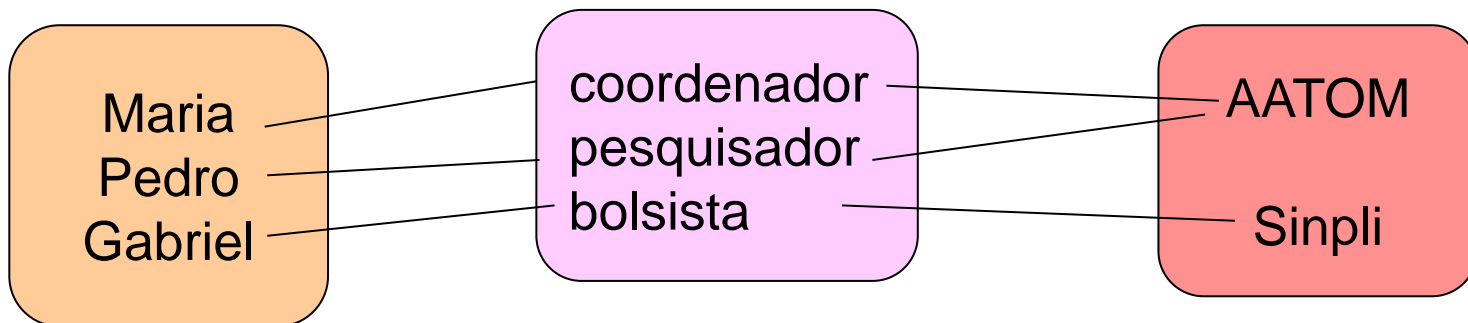 Maria
Pedro
Gabriel
coordenador
pesquisador
bolsista
AATOM
Sinpli